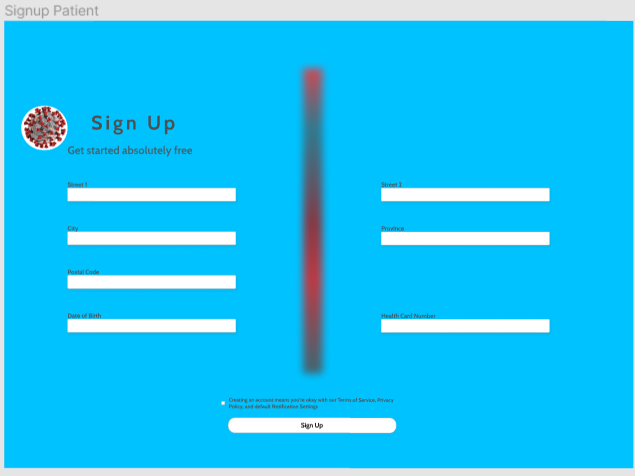 Signup Patient
Sign Up
Get started absolutely free
Street 1
Street 2
City
Province
Postal Code
Date of Birth
Health Card Number
Creating an account means you're okay with our Terms of Service, Privacy
Policy, and default Notification Settings
Sign Up